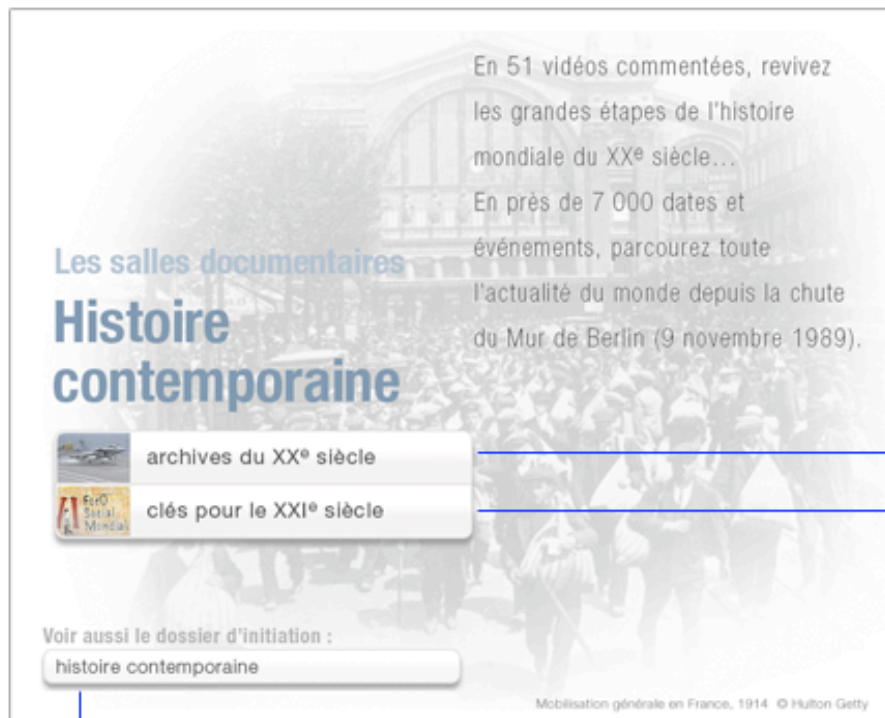 En 51 vidéos commentées, revivez
les grandes étapes de l'histoire
mondiale du XXe siècle...
En près de 7 000 dates et
événements, parcourez toute
l'actualité du monde depuis la chute
du Mur de Berlin (9 novembre 1989).
Les salles documentaires
Histoire
contemporaine
archives du XXe siècle
Foro
Social
Mondial
clés pour le XXIe siècle
Voir aussi le dossier d'initiation :
histoire contemporaine
Mobilisation générale en France, 1914 © Hulton Getty